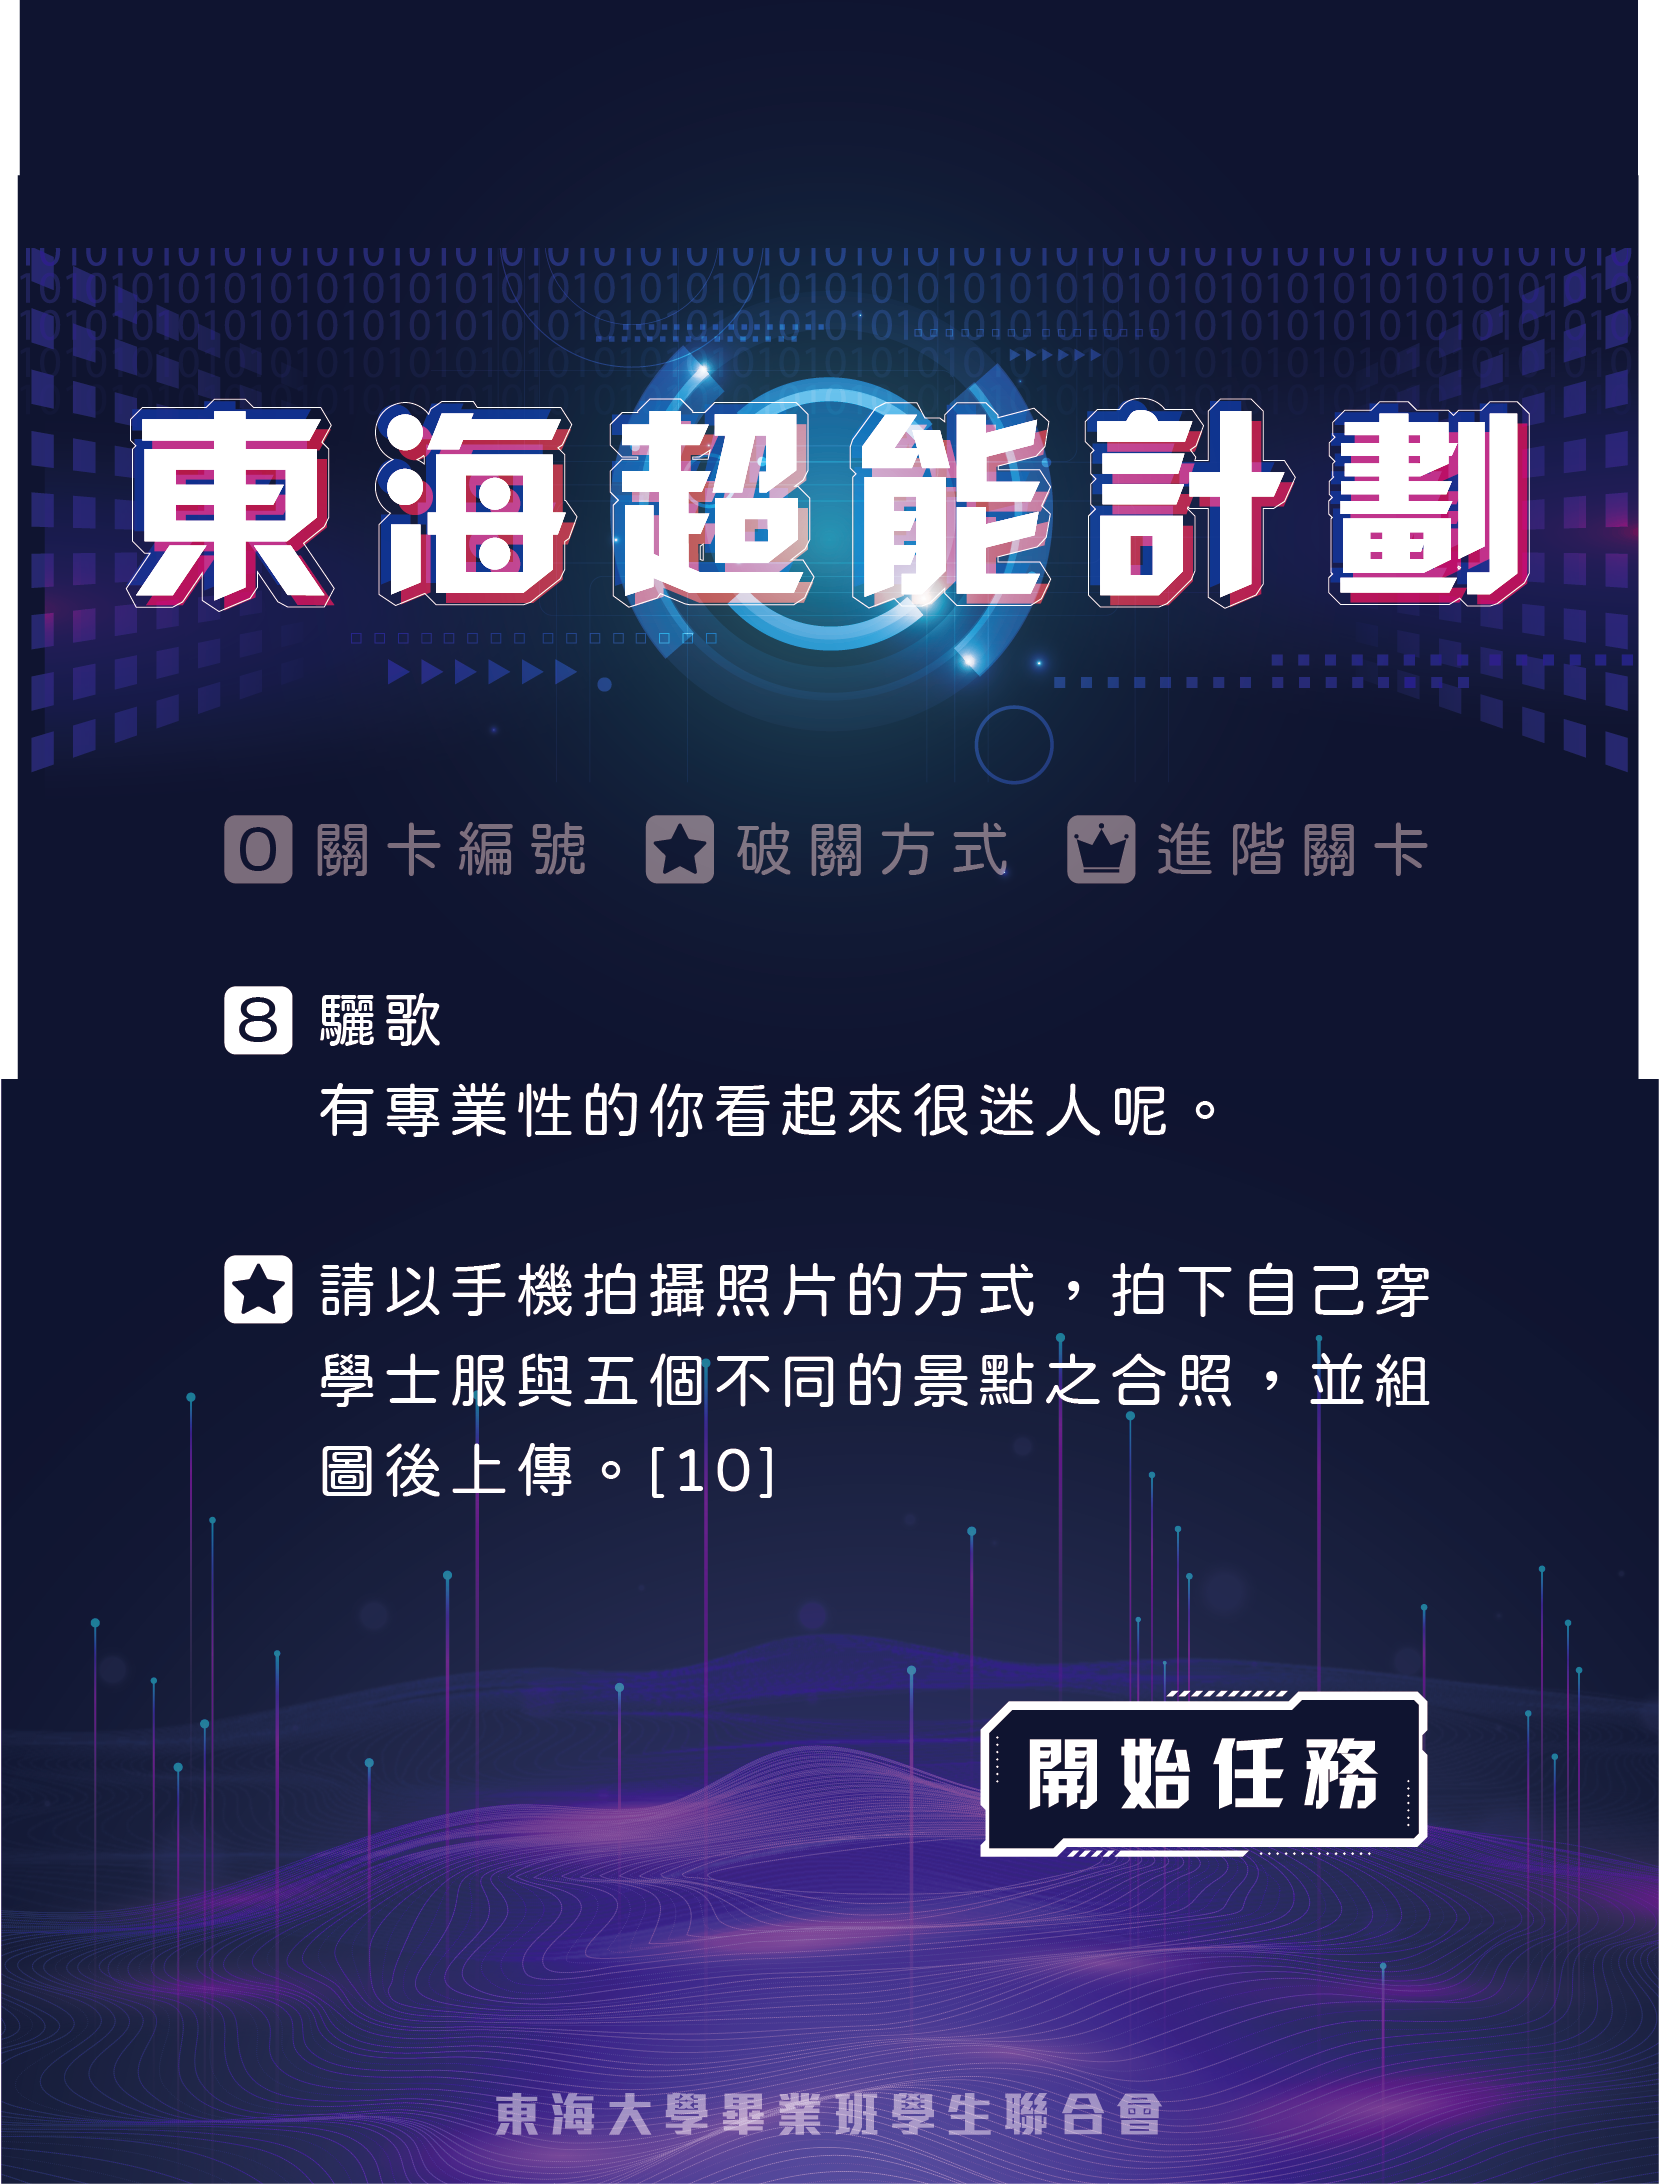 東海超能計劃
0 關卡編號 ★ 破關方式 進階關卡
8 驪歌
有專業性的你看起來很迷人呢。
★ 請以手機拍攝照片的方式，拍下自己穿
學士服與五個不同的景點之合照，並組
圖後上傳。[10]
開始任務
東海大學畢業班學生聯合會